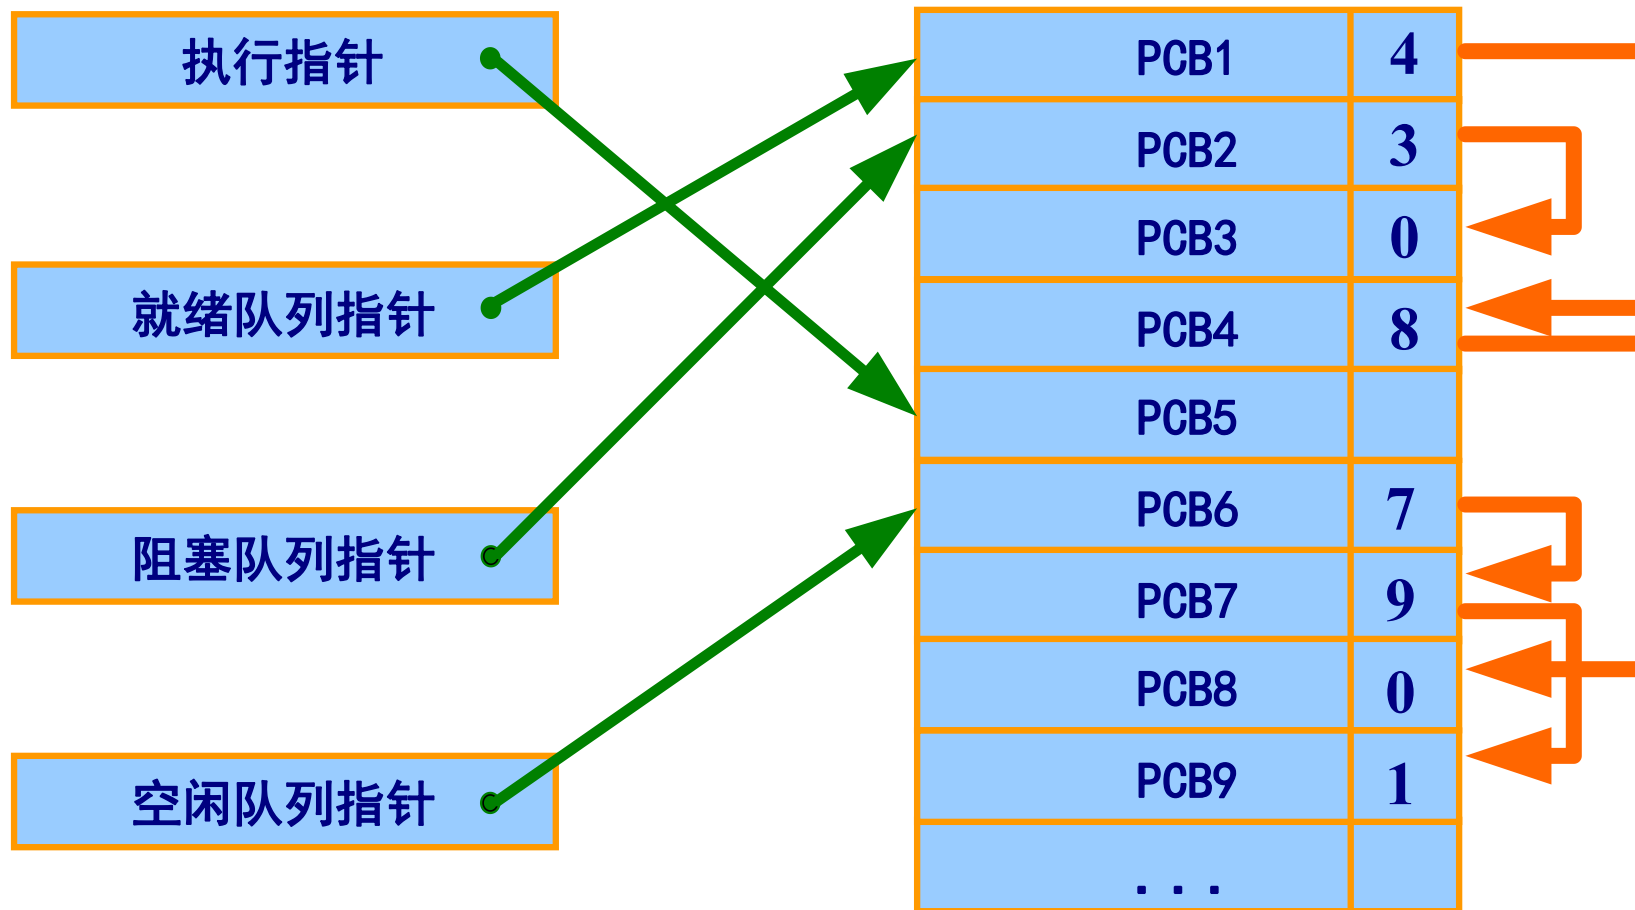 执行指针
就绪队列指针
阻塞队列指针
空闲队列指针
PCB1 4
PCB2 3
PCB3 0
PCB4 8
PCB5
PCB6 7
PCB7 9
PCB8 0
PCB9 1
...